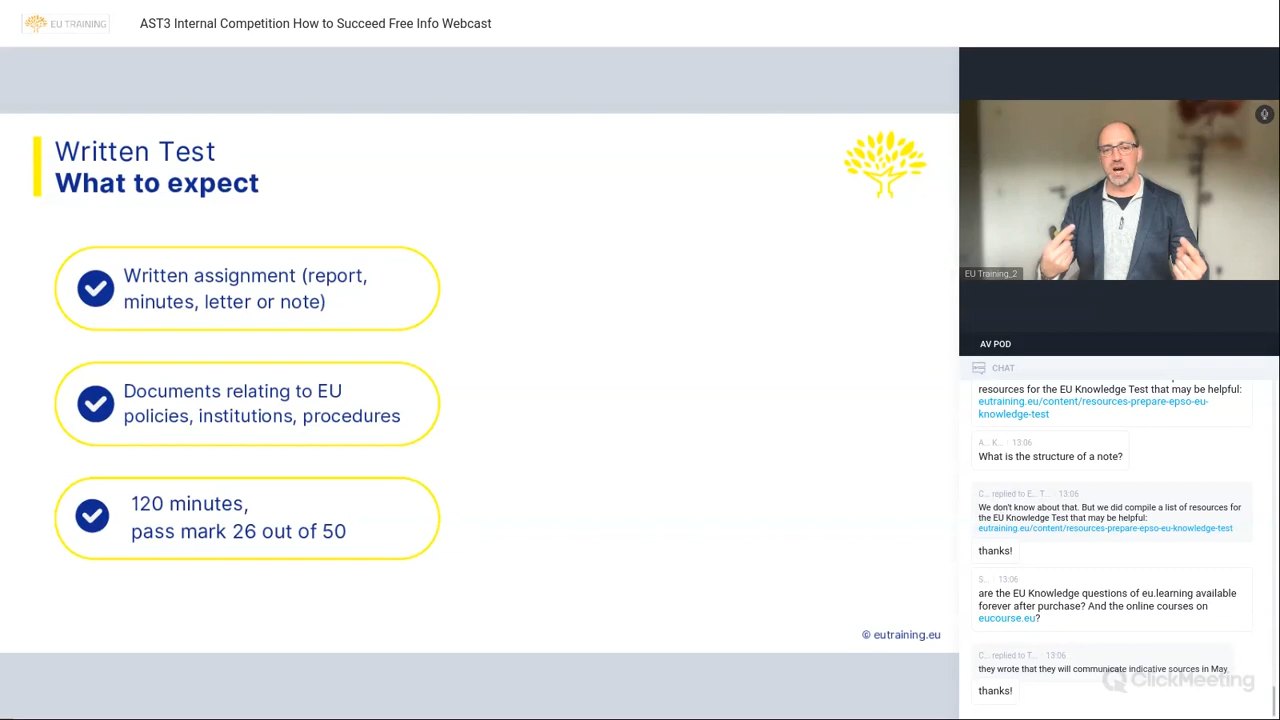 EU TRAINING
AST3 Internal Competition How to Succeed Free Info Webcast
Written Test
What to expect
Written assignment (report,
minutes, letter or note)
Documents relating to EU
policies, institutions, procedures
120 minutes,
pass mark 26 out of 50
© eutraining.eu
EU Training_2
AV POD
CHAT
resources for the EU Knowledge Test that may be helpful:
eutraining.eu/content/resources-prepare-epso-eu-
knowledge-test
A... K... · 13:06
What is the structure of a note?
C... replied to E... T... · 13:06
We don't know about that. But we did compile a list of resources for
the EU Knowledge Test that may be helpful:
eutraining.eu/content/resources-prepare-epso-eu-knowledge-test
thanks!
S... · 13:06
are the EU Knowledge questions of eu.learning available
forever after purchase? And the online courses on
eucourse.eu?
C... replied to T... · 13:06
they wrote that they will communicate indicative sources in May.
thanks!
ClickMeeting